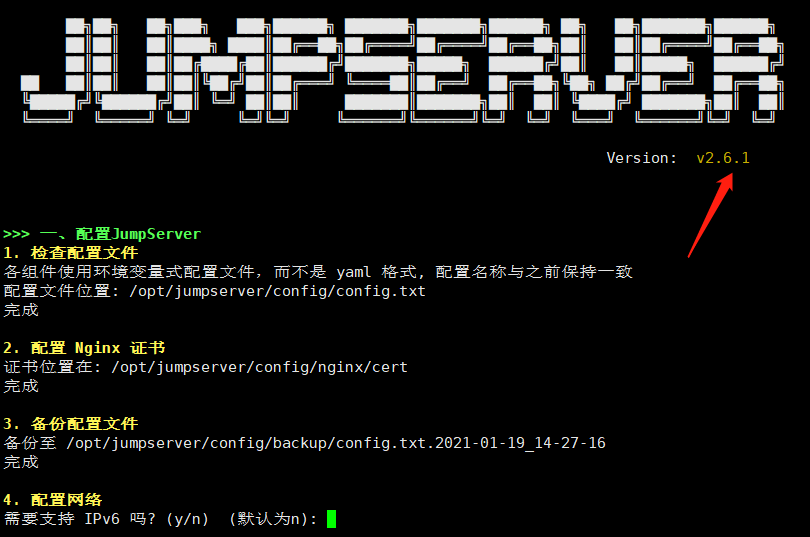 JUMPSERVER
Version: v2.6.1
>>> 一、配置JumpServer
1. 检查配置文件
各组件使用环境变量式配置文件，而不是 yaml 格式, 配置名称与之前保持一致
配置文件位置: /opt/jumpserver/config/config.txt
完成
2. 配置 Nginx 证书
证书位置在: /opt/jumpserver/config/nginx/cert
完成
3. 备份配置文件
备份至 /opt/jumpserver/config/backup/config.txt.2021-01-19_14-27-16
完成
4. 配置网络
需要支持 IPv6 吗? (y/n)  (默认为n):